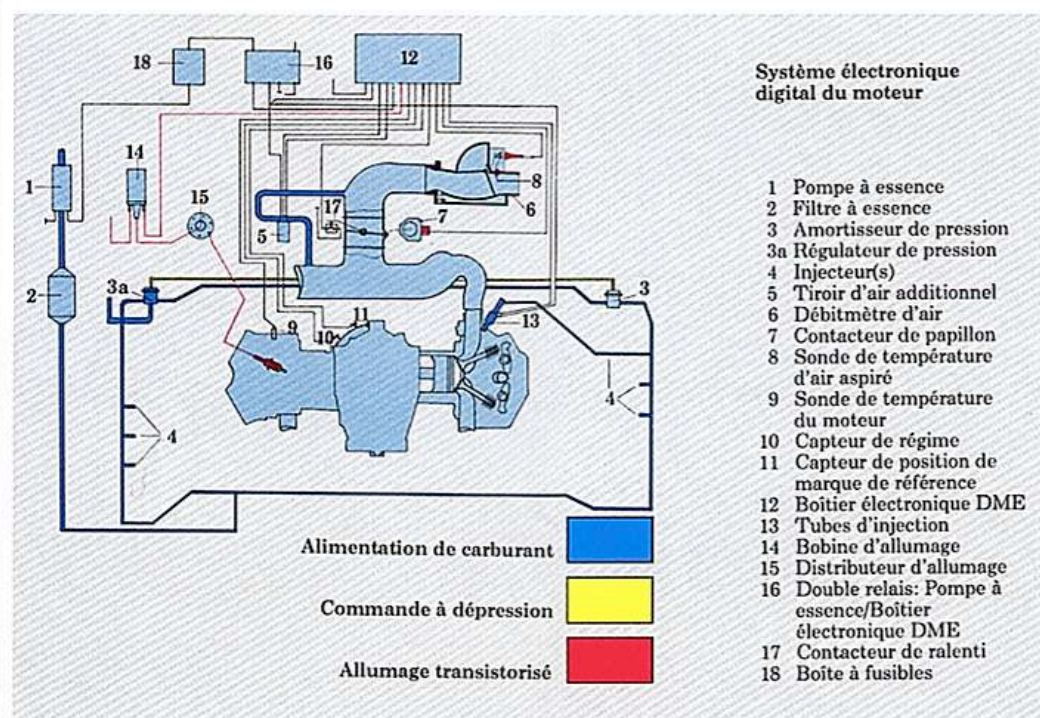 18
16
12
14
1
15
17
7
8
6
5
2
3a
3
9
10
11
13
4
4
Alimentation de carburant
Commande à dépression
Allumage transistorisé
Système électronique
digital du moteur
1 Pompe à essence
2 Filtre à essence
3 Amortisseur de pression
3a Régulateur de pression
4 Injecteur(s)
5 Tiroir d'air additionnel
6 Débitmètre d'air
7 Contacteur de papillon
8 Sonde de température
d'air aspiré
9 Sonde de température
du moteur
10 Capteur de régime
11 Capteur de position de
marque de référence
12 Boîtier électronique DME
13 Tubes d'injection
14 Bobine d'allumage
15 Distributeur d'allumage
16 Double relais: Pompe à
essence/Boîtier
électronique DME
17 Contacteur de ralenti
18 Boîte à fusibles